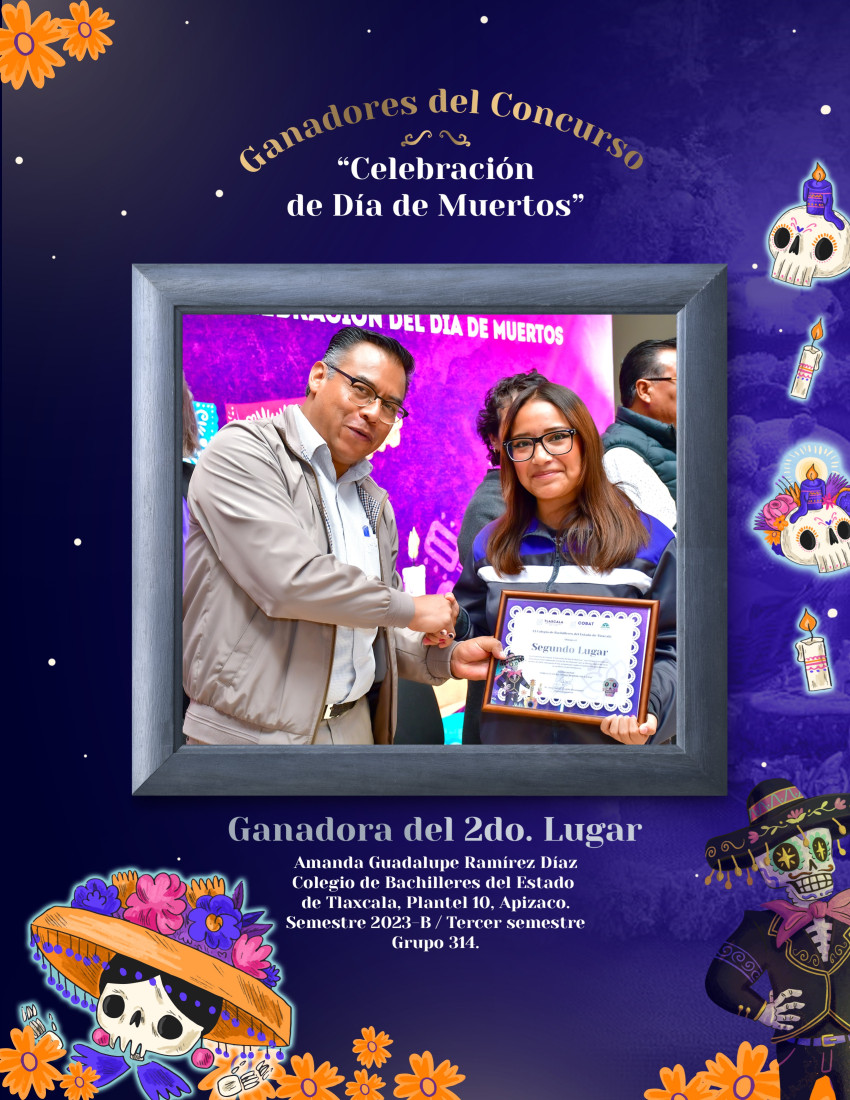 Ganadores del Concurso
“Celebración
de Día de Muertos”
CELEBRACIÓN DEL DÍA DE MUERTOS
TLAXCALA
COBAT
Segundo Lugar
Ganadora del 2do. Lugar
Amanda Guadalupe Ramírez Díaz
Colegio de Bachilleres del Estado
de Tlaxcala, Plantel 10, Apizaco.
Semestre 2023-B / Tercer semestre
Grupo 314.